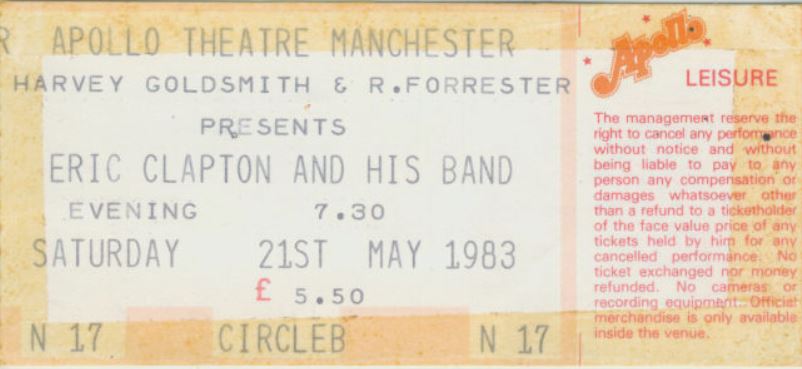 R APOLLO THEATRE MANCHESTER
HARVEY GOLDSMITH & R.FORRESTER
PRESENTS
ERIC CLAPTON AND HIS BAND
EVENING 7.30
SATURDAY 21ST MAY 1983
£ 5.50
N 17 CIRCLEB N 17
Apollo
LEISURE
The management reserve the
right to cancel any performance
without notice and without
being liable to pay to any
person any compensation or
damages whatsoever other
than a refund to a ticketholder
of the face value price of any
tickets held by him for any
cancelled performance. No
ticket exchanged nor money
refunded. No cameras or
recording equipment. Official
merchandise is only available
inside the venue.